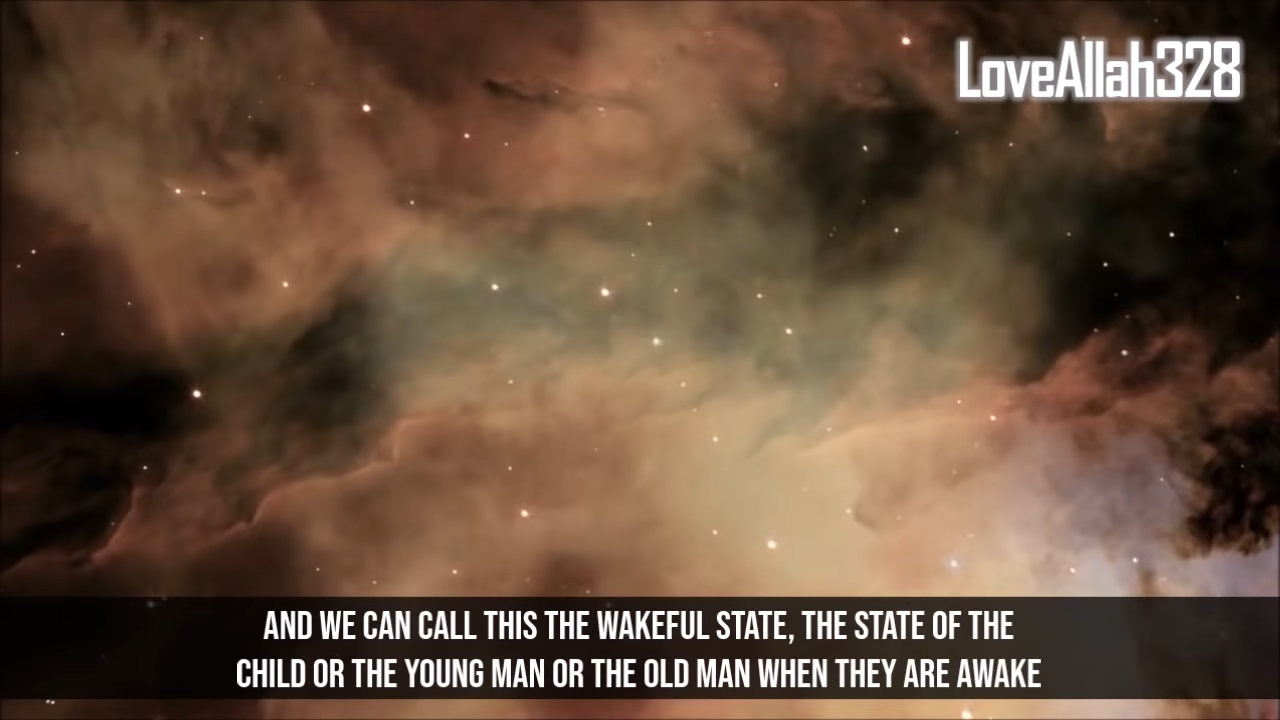 LoveAllah328
AND WE CAN CALL THIS THE WAKEFUL STATE, THE STATE OF THE
CHILD OR THE YOUNG MAN OR THE OLD MAN WHEN THEY ARE AWAKE